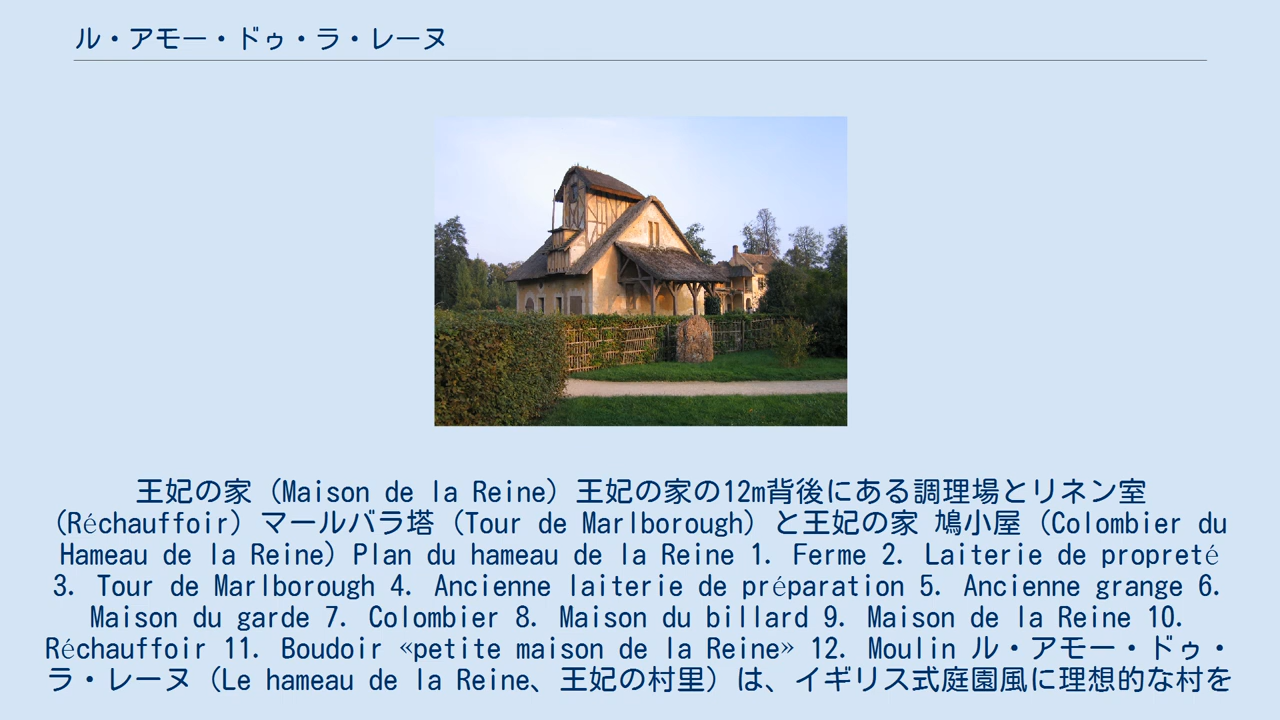 ル・アモー・ドゥ・ラ・レーヌ
王妃の家（Maison de la Reine）王妃の家の12m背後にある調理場とリネン室
（Réchauffoir）マールバラ塔（Tour de Marlborough）と王妃の家 鳩小屋（Colombier du
Hameau de la Reine）Plan du hameau de la Reine 1. Ferme 2. Laiterie de propreté
3. Tour de Marlborough 4. Ancienne laiterie de préparation 5. Ancienne grange 6.
Maison du garde 7. Colombier 8. Maison du billard 9. Maison de la Reine 10.
Réchauffoir 11. Boudoir «petite maison de la Reine» 12. Moulin ル・アモー・ドゥ・
ラ・レーヌ（Le hameau de la Reine、王妃の村里）は、イギリス式庭園風に理想的な村を